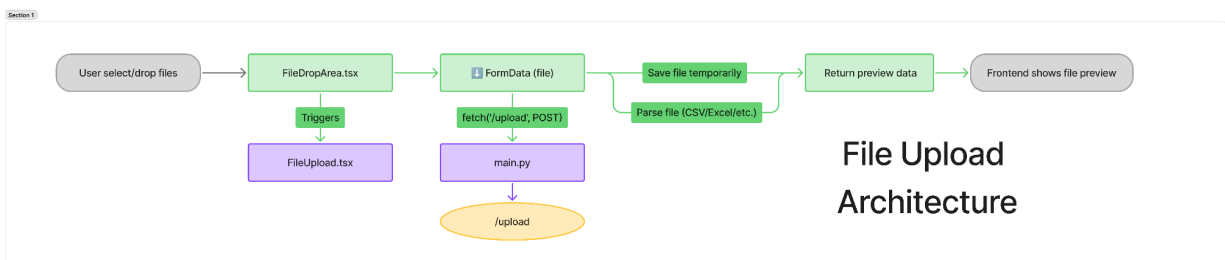 Section 1
User select/drop files
FileDropArea.tsx
⬇️ FormData (file)
Save file temporarily
Return preview data
Frontend shows file preview
Triggers
fetch('/upload', POST)
Parse file (CSV/Excel/etc.)
FileUpload.tsx
main.py
/upload
File Upload
Architecture